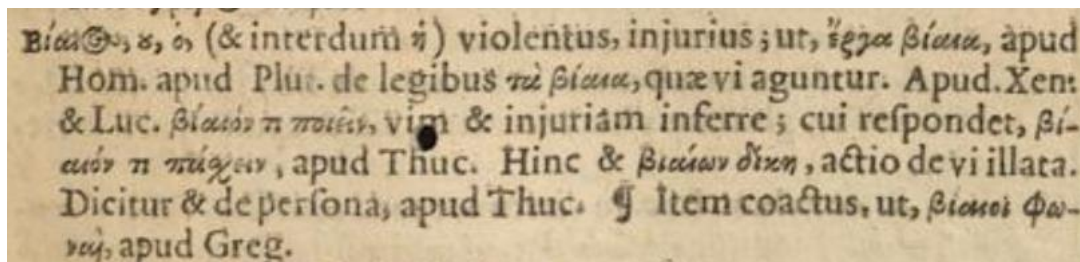 Βίαιος, ου, ὁ, (& interdum ἡ) violentus, injurius; ut, ἔργα βίαια, apud
Hom. apud Plut. de legibus τὰ βίαια, quæ vi aguntur. Apud. Xen:
& Luc. βίαιόν τι ποιεῖν, vim & injuriam inferre; cui reſpondet, βί-
αιόν τι πάσχειν, apud Thuc. Hinc & βιαίων δίκη, actio de vi illata.
Dicitur & de perſona, apud Thuc. ¶ Item coactus, ut, βίαιοι φω-
ναὶ, apud Greg.